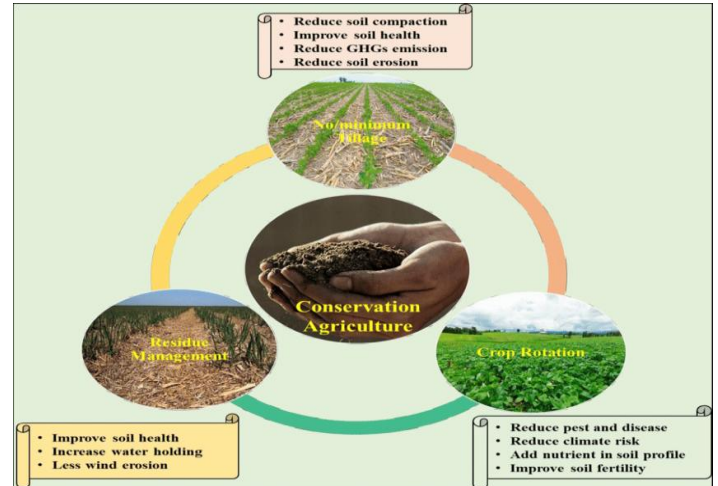 • Reduce soil compaction
• Improve soil health
• Reduce GHGs emission
• Reduce soil erosion
No/minimum
Tillage
Conservation
Agriculture
Residue
Management
Crop Rotation
• Improve soil health
• Increase water holding
• Less wind erosion
• Reduce pest and disease
• Reduce climate risk
• Add nutrient in soil profile
• Improve soil fertility